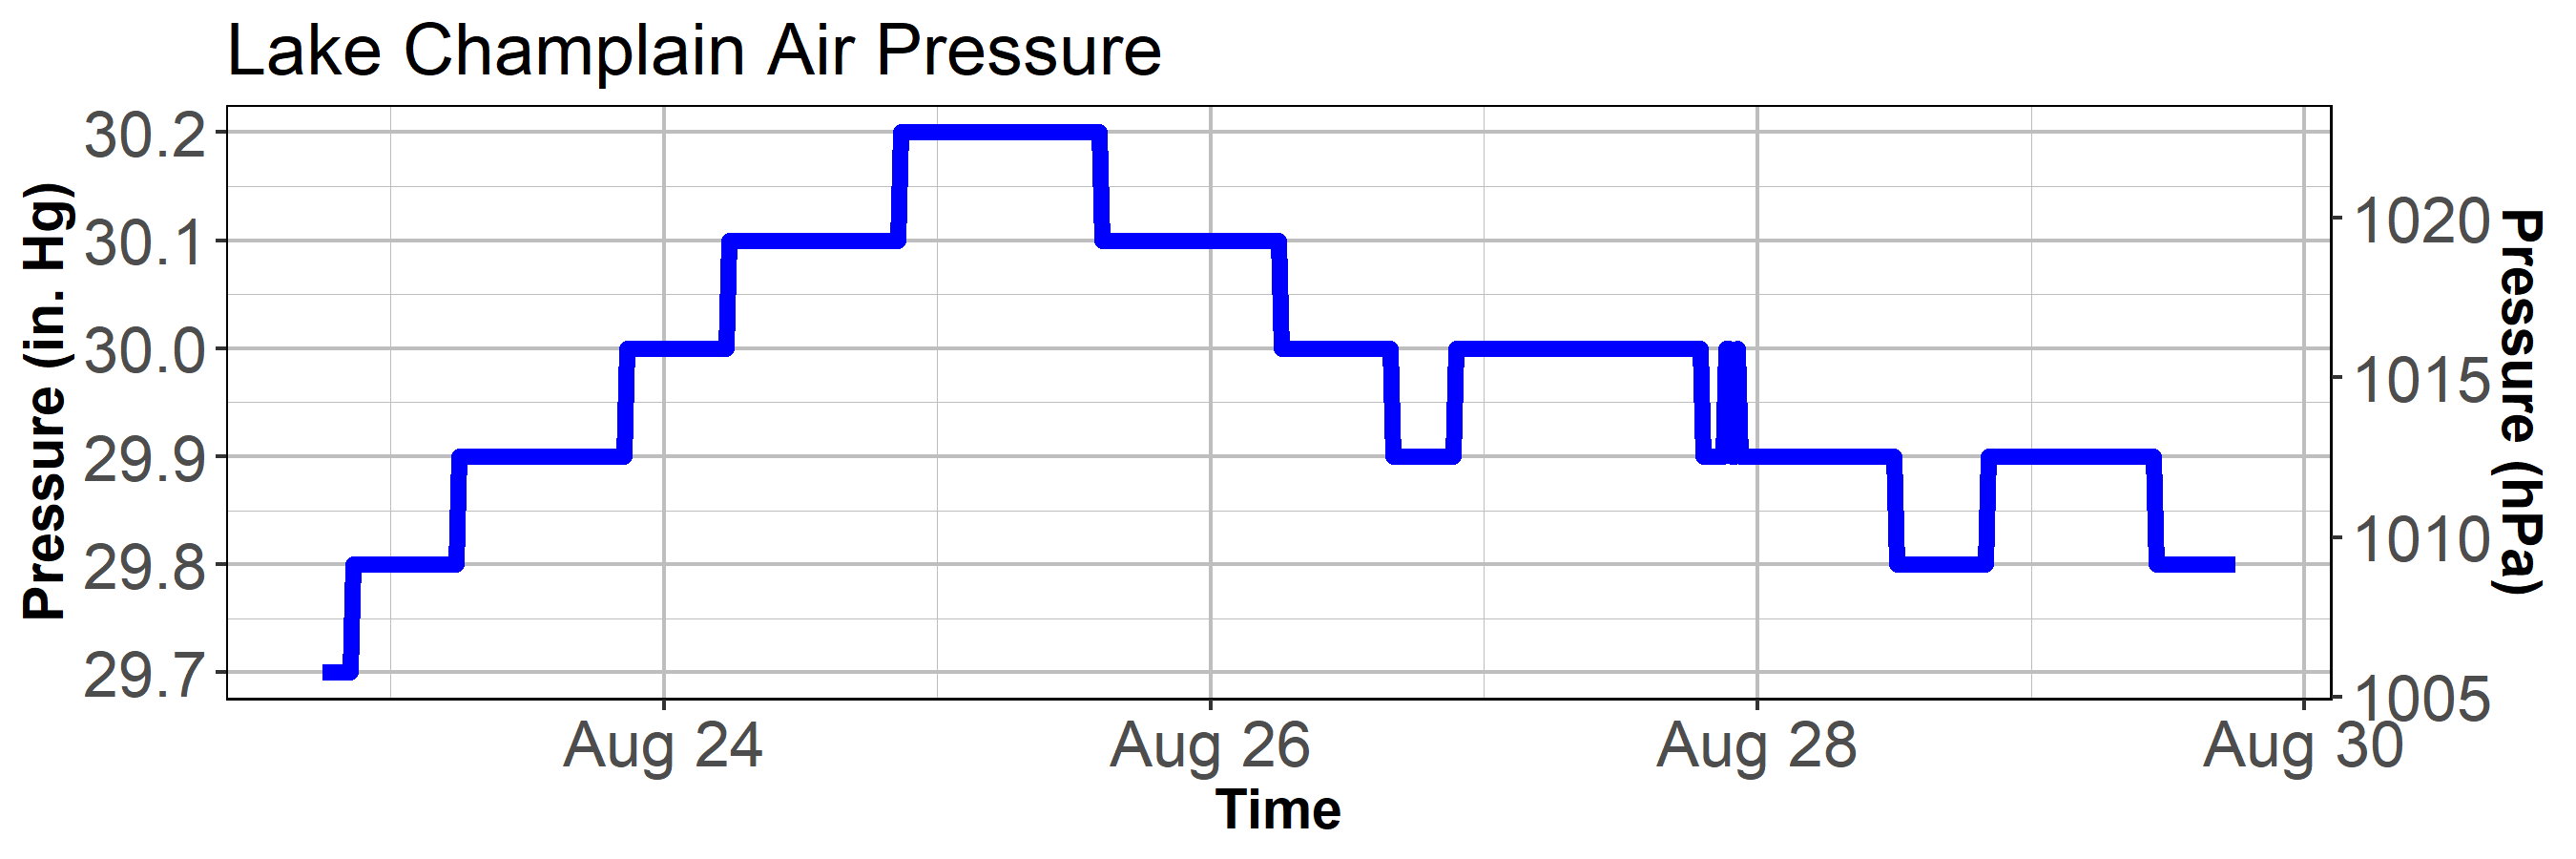 Lake Champlain Air Pressure
Pressure (in. Hg)
30.2
30.1
30.0
29.9
29.8
29.7
1020
1015
1010
1005
Pressure (hPa)
Aug 24 Aug 26 Aug 28 Aug 30
Time